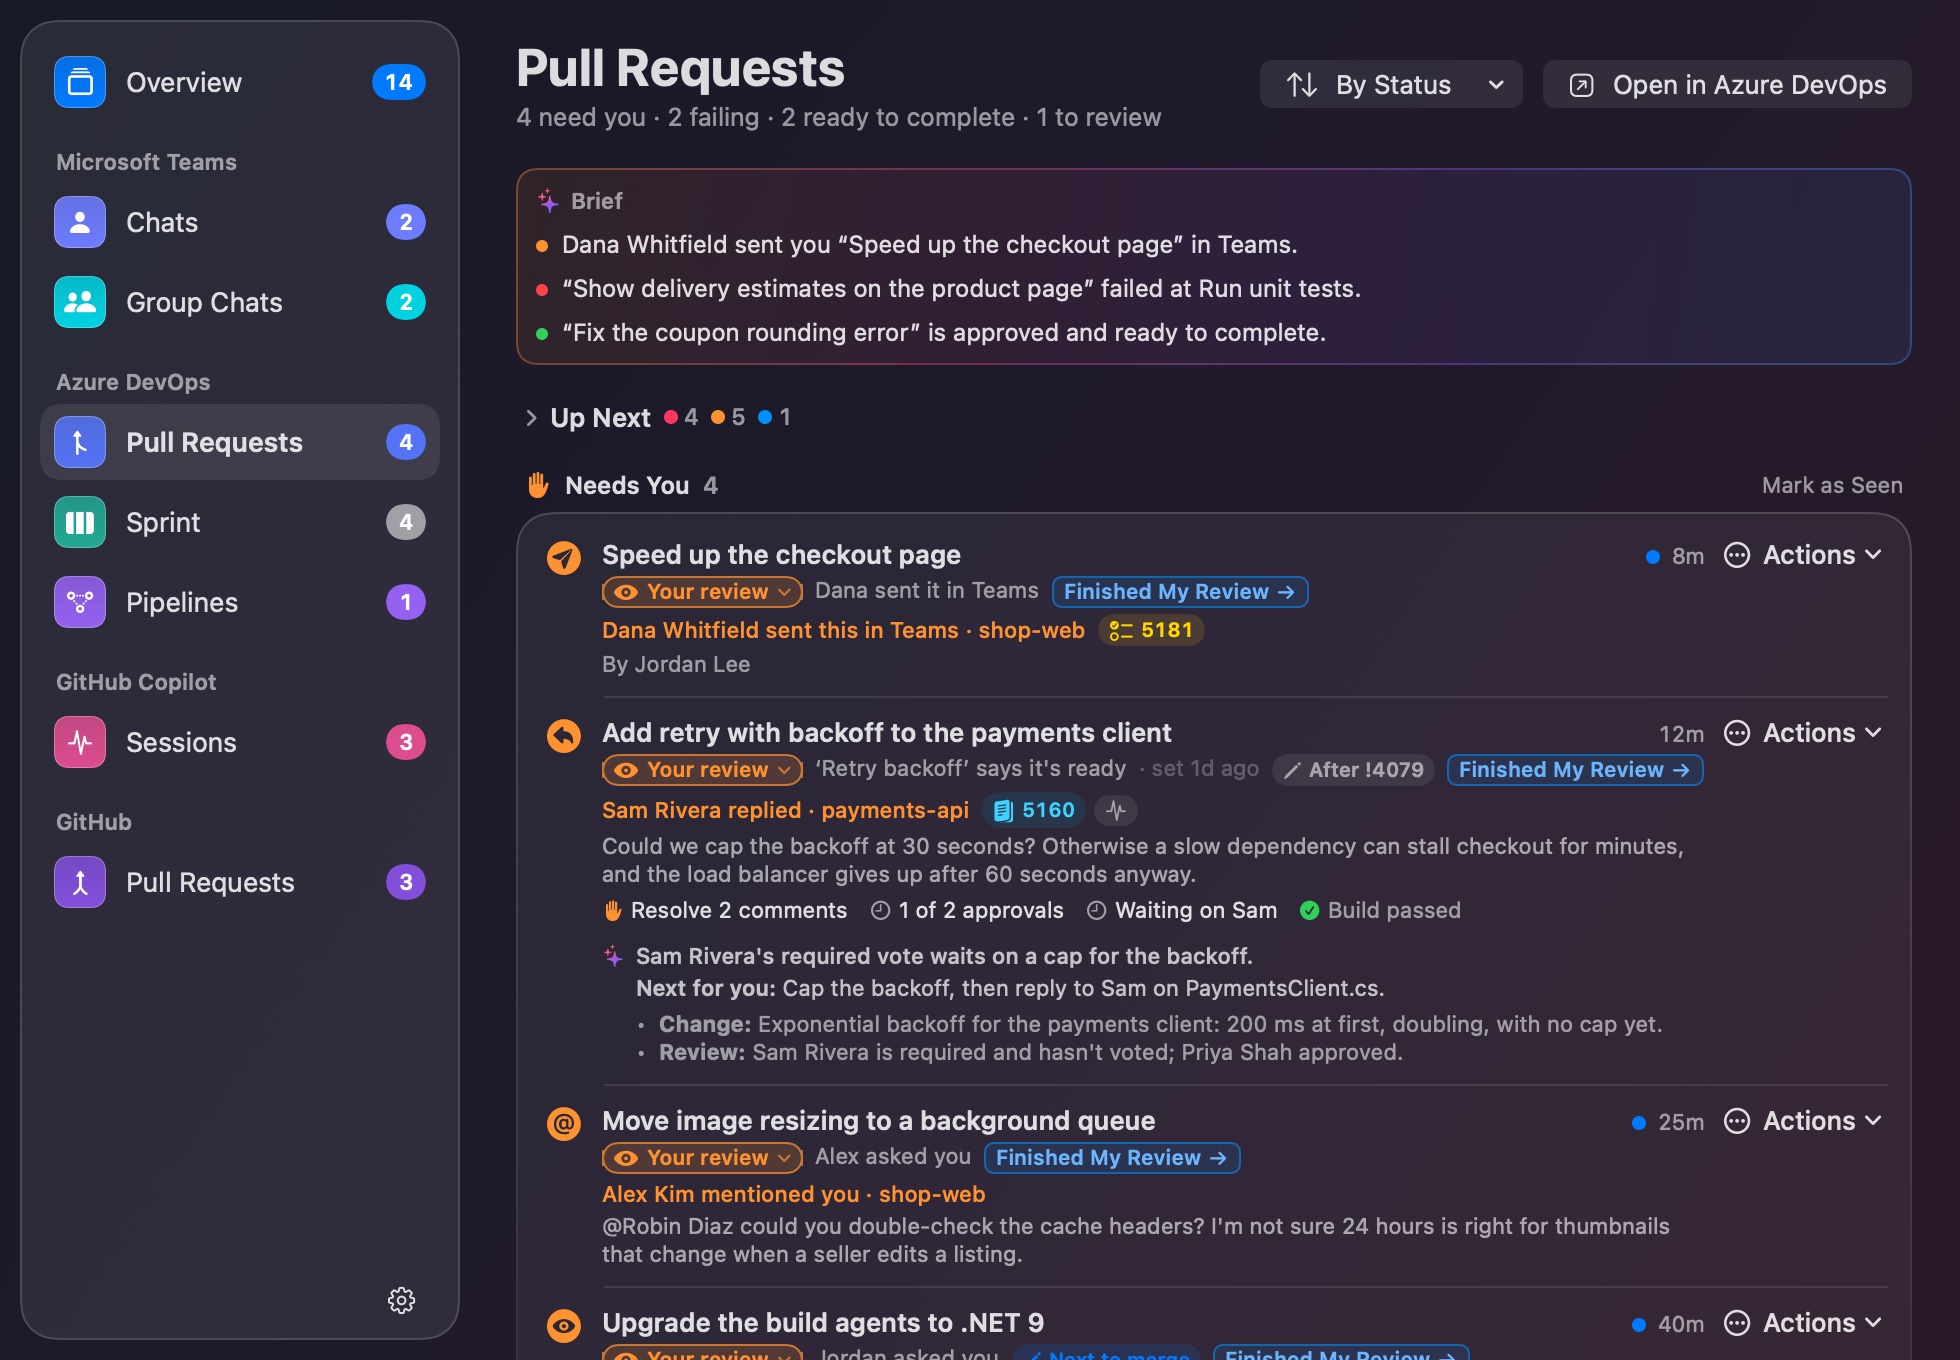 Overview 14
Microsoft Teams
Chats 2
Group Chats 2
Azure DevOps
Pull Requests 4
Sprint 4
Pipelines 1
GitHub Copilot
Sessions 3
GitHub
Pull Requests 3
Pull Requests
4 need you · 2 failing · 2 ready to complete · 1 to review
By Status
Open in Azure DevOps
Brief
Dana Whitfield sent you “Speed up the checkout page” in Teams.
“Show delivery estimates on the product page” failed at Run unit tests.
“Fix the coupon rounding error” is approved and ready to complete.
Up Next 4 5 1
Needs You 4
Mark as Seen
Speed up the checkout page 8m Actions
Your review Dana sent it in Teams Finished My Review →
Dana Whitfield sent this in Teams · shop-web 5181
By Jordan Lee
Add retry with backoff to the payments client 12m Actions
Your review ‘Retry backoff’ says it's ready · set 1d ago After !4079 Finished My Review →
Sam Rivera replied · payments-api 5160
Could we cap the backoff at 30 seconds? Otherwise a slow dependency can stall checkout for minutes,
and the load balancer gives up after 60 seconds anyway.
Resolve 2 comments 1 of 2 approvals Waiting on Sam Build passed
Sam Rivera's required vote waits on a cap for the backoff.
Next for you: Cap the backoff, then reply to Sam on PaymentsClient.cs.
• Change: Exponential backoff for the payments client: 200 ms at first, doubling, with no cap yet.
• Review: Sam Rivera is required and hasn't voted; Priya Shah approved.
@ Move image resizing to a background queue 25m Actions
Your review Alex asked you Finished My Review →
Alex Kim mentioned you · shop-web
@Robin Diaz could you double-check the cache headers? I'm not sure 24 hours is right for thumbnails
that change when a seller edits a listing.
Upgrade the build agents to .NET 9 40m Actions
Your review Jordan asked you Next to merge Finished My Review →